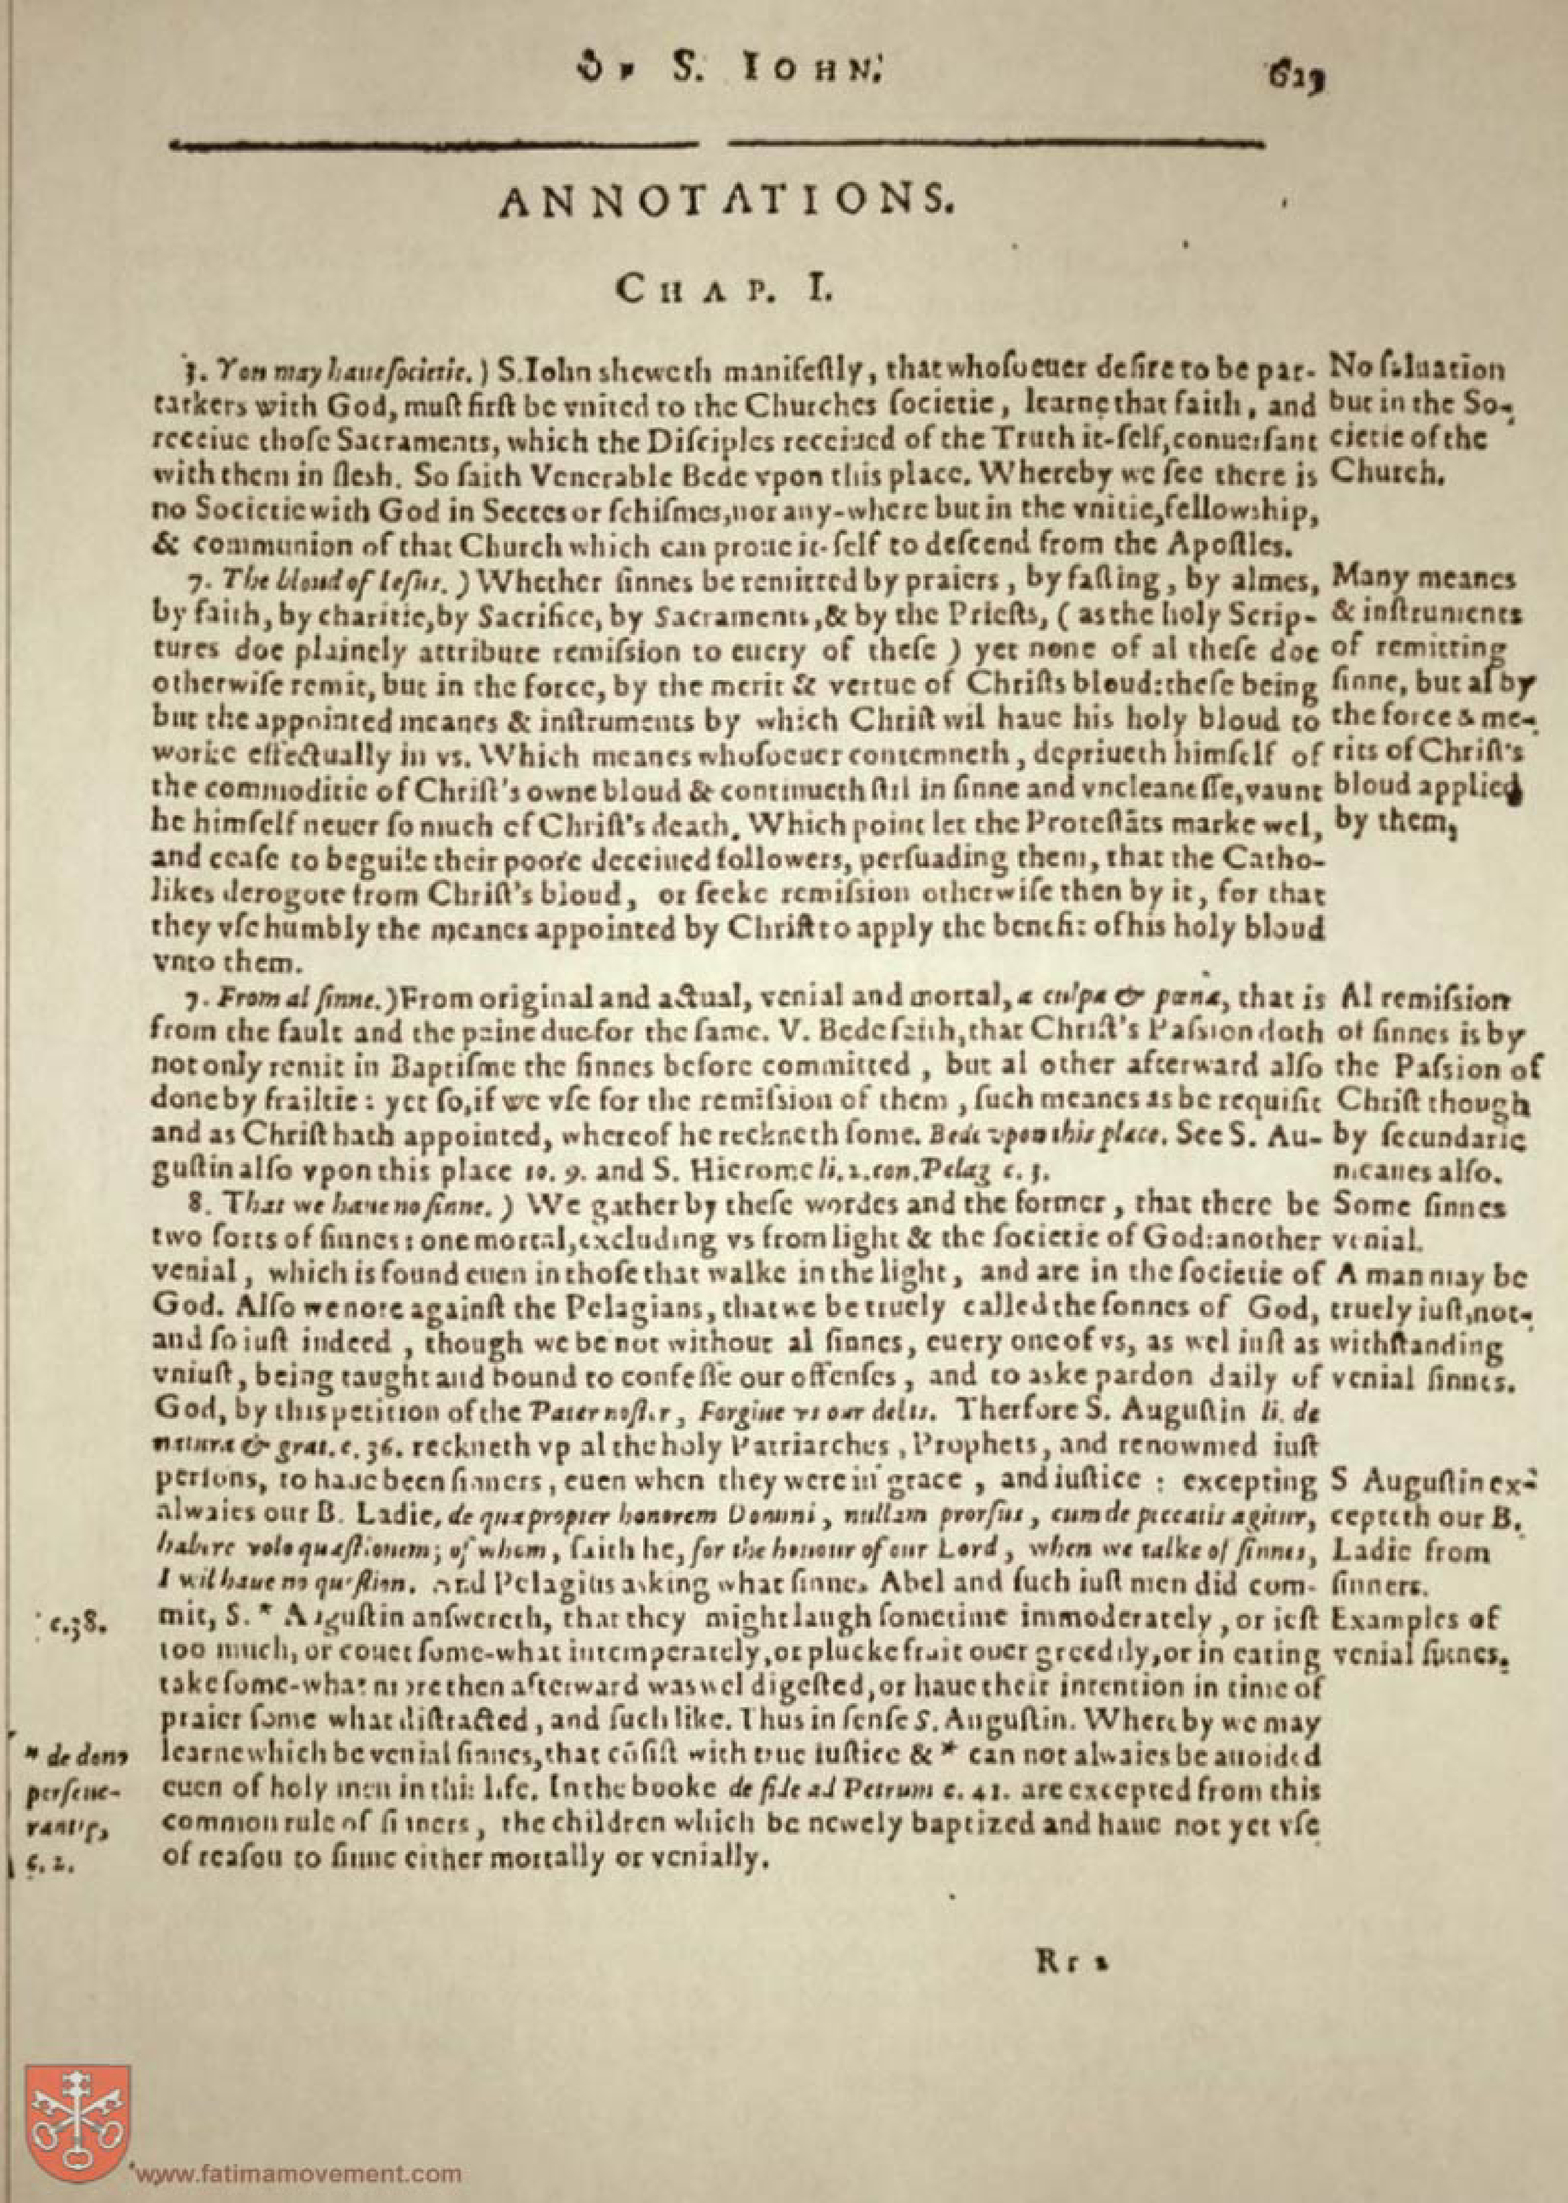 OF S. IOHN.
623
ANNOTATIONS.
CHAP. I.
3. You may haue ſocietie.) S. Iohn sheweth manifeſtly, that whoſoeuer deſire to be par-
tarkers with God, muſt firſt be vnited to the Churches ſocietie, learne that faith, and
receiue thoſe Sacraments, which the Diſciples receiued of the Truth it-ſelf, conuerſant
with them in flesh. So ſaith Venerable Bede vpon this place. Whereby we ſee there is
no Societie with God in Sectes or ſchiſmes, nor any-where but in the vnitie, fellowship,
& communion of that Church which can proue it-ſelf to deſcend from the Apoſtles.
No ſaluation
but in the So-
cietie of the
Church.
7. The bloud of Ieſus.) Whether ſinnes be remitted by praiers, by faſting, by almes,
by faith, by charitie, by Sacrifice, by Sacraments, & by the Prieſts, (as the holy Scrip-
tures doe plainely attribute remiſsion to euery of theſe) yet none of al theſe doe
otherwiſe remit, but in the force, by the merit & vertue of Chriſts bloud: theſe being
but the appointed meanes & inſtruments by which Chriſt wil haue his holy bloud to
worke effectually in vs. Which meanes whoſoeuer contemneth, depriueth himſelf of
the commoditie of Chriſt's owne bloud & continueth ſtil in ſinne and vncleaneſſe, vaunt
he himſelf neuer ſo much of Chriſt's death. Which point let the Proteſtāts marke wel,
and ceaſe to beguile their poore deceiued followers, perſuading them, that the Catho-
likes derogote from Chriſt's bloud, or ſeeke remiſsion otherwiſe then by it, for that
they vſe humbly the meanes appointed by Chriſt to apply the benefit of his holy bloud
vnto them.
Many meanes
& inſtruments
of remitting
ſinne, but al by
the force & me-
rits of Chriſt's
bloud applied
by them,
7. From al ſinne.) From original and actual, venial and mortal, a culpa & pœna, that is
from the fault and the paine due for the ſame. V. Bede ſaith, that Chriſt's Paſsion doth
not only remit in Baptiſme the ſinnes before committed, but al other afterward alſo
done by frailtie: yet ſo, if we vſe for the remiſsion of them, ſuch meanes as be requiſit
and as Chriſt hath appointed, whereof he reckneth ſome. Bede vpon this place. See S. Au-
guſtin alſo vpon this place to. 9. and S. Hierome li. 2. con. Pelag c. 3.
Al remiſsion
of ſinnes is by
the Paſsion of
Chriſt though
by ſecundarie
meanes alſo.
8. That we haue no ſinne.) We gather by theſe wordes and the former, that there be
two ſorts of ſinnes: one mortal, excluding vs from light & the ſocietie of God: another
venial, which is found euen in thoſe that walke in the light, and are in the ſocietie of
God. Alſo we note againſt the Pelagians, that we be truely called the ſonnes of God,
and ſo iuſt indeed, though we be not without al ſinnes, euery one of vs, as wel iuſt as
vniuſt, being taught and bound to confeſſe our offenſes, and to aske pardon daily of
God, by this petition of the Pater noſter, Forgiue vs our debts. Therfore S. Auguſtin li. de
natura & grat. c. 36. reckneth vp al the holy Patriarches, Prophets, and renowmed iuſt
perſons, to haue been ſinners, euen when they were in grace, and iuſtice: excepting
alwaies our B. Ladie, de qua propter honorem Domini, nullam prorſus, cum de peccatis agitur,
habere volo quæſtionem; of whom, ſaith he, for the honour of our Lord, when we talke of ſinnes,
I wil haue no queſtion. and Pelagius asking what ſinnes Abel and ſuch iuſt men did com-
mit, S. * Auguſtin anſwereth, that they might laugh ſometime immoderately, or ieſt
too much, or couet ſome-what intemperately, or plucke fruit ouer greedily, or in eating
take ſome-what more then afterward was wel digeſted, or haue their intention in time of
praier ſome what diſtracted, and ſuch like. Thus in ſenſe S. Auguſtin. Whereby we may
learne which be venial ſinnes, that cōſiſt with true iuſtice & * can not alwaies be auoided
euen of holy men in this life. In the booke de fide ad Petrum c. 41. are excepted from this
common rule of ſinners, the children which be newely baptized and haue not yet vſe
of reaſon to ſinne either mortally or venially.
Some ſinnes
venial.
A man may be
truely iuſt, not-
withſtanding
venial ſinnes.
S Auguſtin ex-
cepteth our B.
Ladie from
ſinners.
Examples of
venial ſinnes.
c. 38.
* de dono
perſeue-
rantiæ,
c. 2.
Rr 2
www.fatimamovement.com